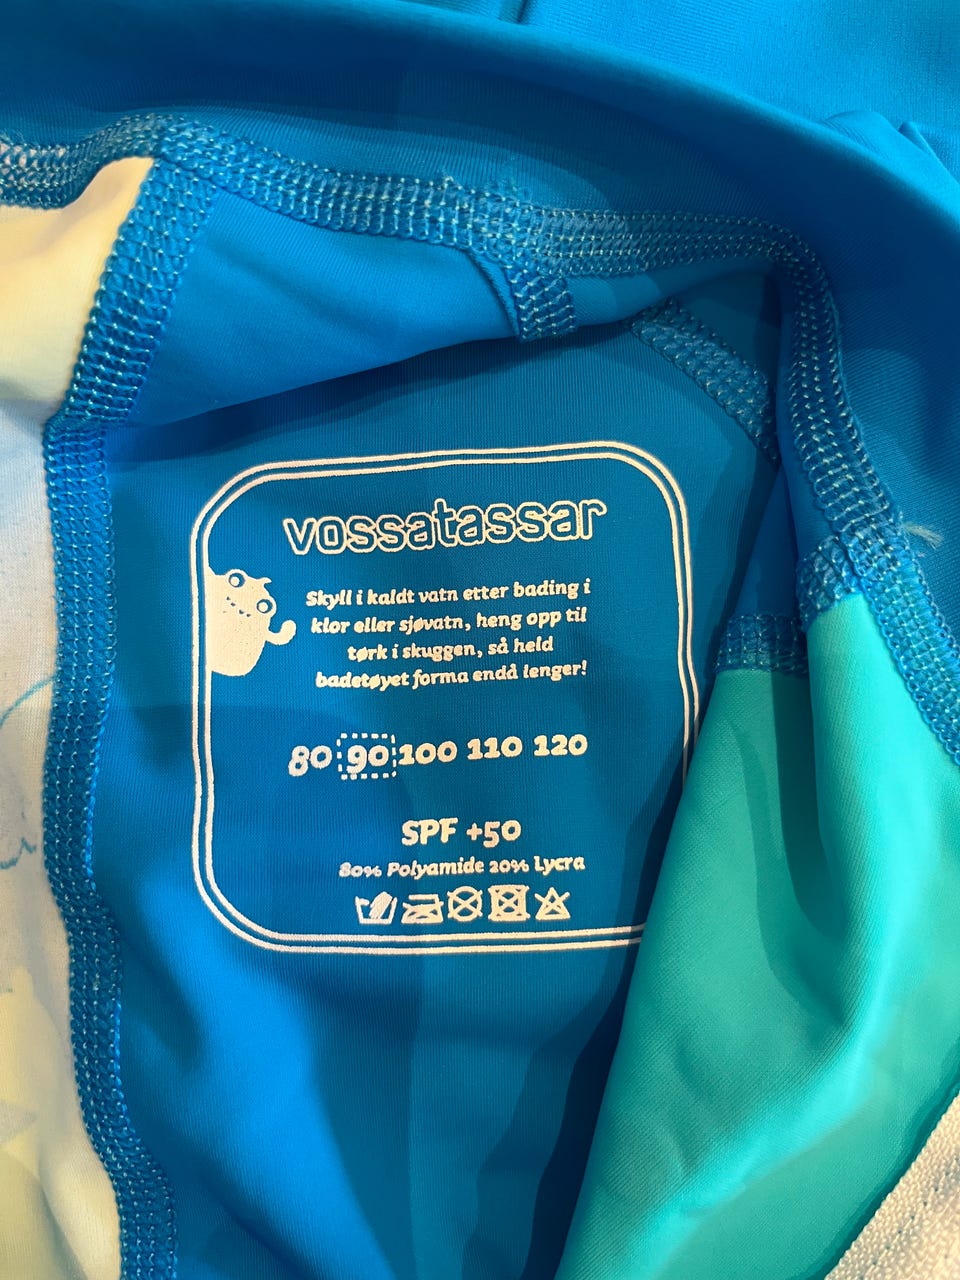 vossatassar
Skyll i kaldt vatn etter bading i
klor eller sjøvatn, heng opp til
tørk i skuggen, så held
badetøyet forma endå lenger!
80 90 100 110 120
SPF +50
80% Polyamide 20% Lycra